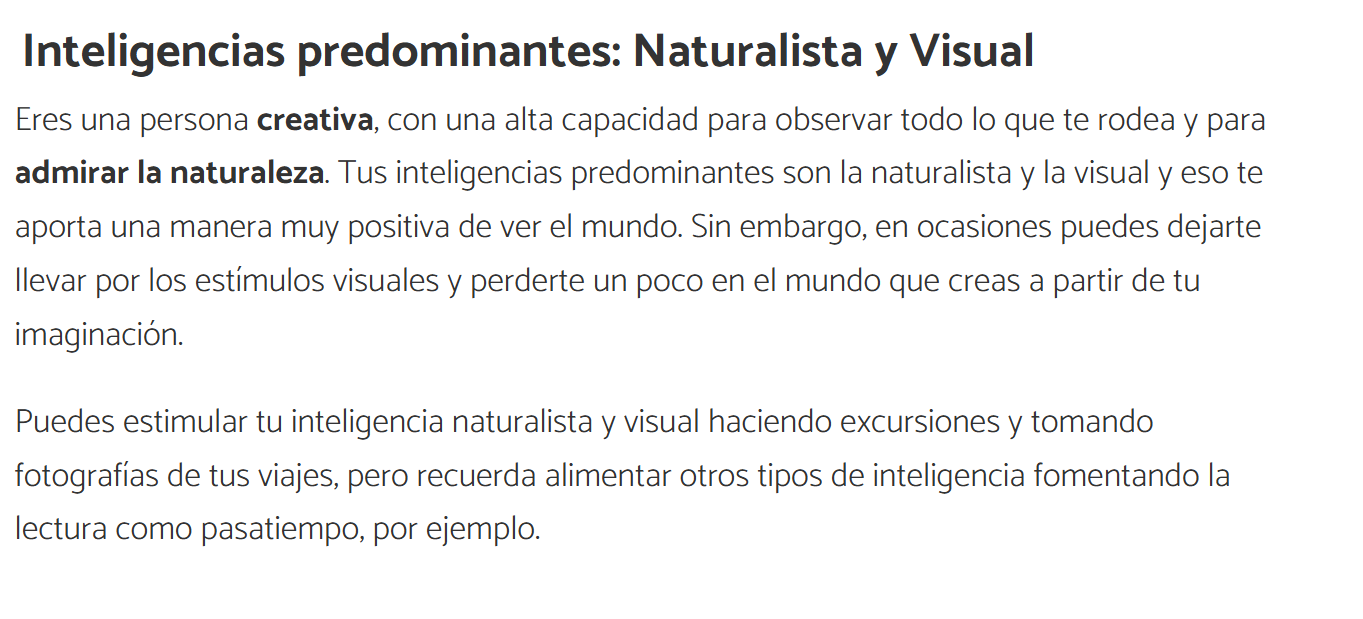 Inteligencias predominantes: Naturalista y Visual
Eres una persona creativa, con una alta capacidad para observar todo lo que te rodea y para
admirar la naturaleza. Tus inteligencias predominantes son la naturalista y la visual y eso te
aporta una manera muy positiva de ver el mundo. Sin embargo, en ocasiones puedes dejarte
llevar por los estímulos visuales y perderte un poco en el mundo que creas a partir de tu
imaginación.
Puedes estimular tu inteligencia naturalista y visual haciendo excursiones y tomando
fotografías de tus viajes, pero recuerda alimentar otros tipos de inteligencia fomentando la
lectura como pasatiempo, por ejemplo.